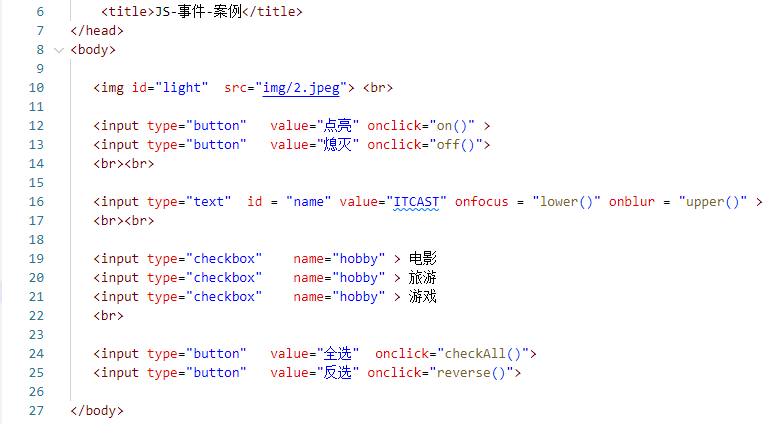 6 <title>JS-事件-案例</title>
7 </head>
8 <body>
9
10 <img id="light"  src="img/2.jpeg"> <br>
11
12 <input type="button"   value="点亮" onclick="on()" >
13 <input type="button"   value="熄灭" onclick="off()">
14 <br><br>
15
16 <input type="text"  id = "name" value="ITCAST" onfocus = "lower()" onblur = "upper()" >
17 <br><br>
18
19 <input type="checkbox"    name="hobby" > 电影
20 <input type="checkbox"    name="hobby" > 旅游
21 <input type="checkbox"    name="hobby" > 游戏
22 <br>
23
24 <input type="button"   value="全选"  onclick="checkAll()">
25 <input type="button"   value="反选" onclick="reverse()">
26
27 </body>